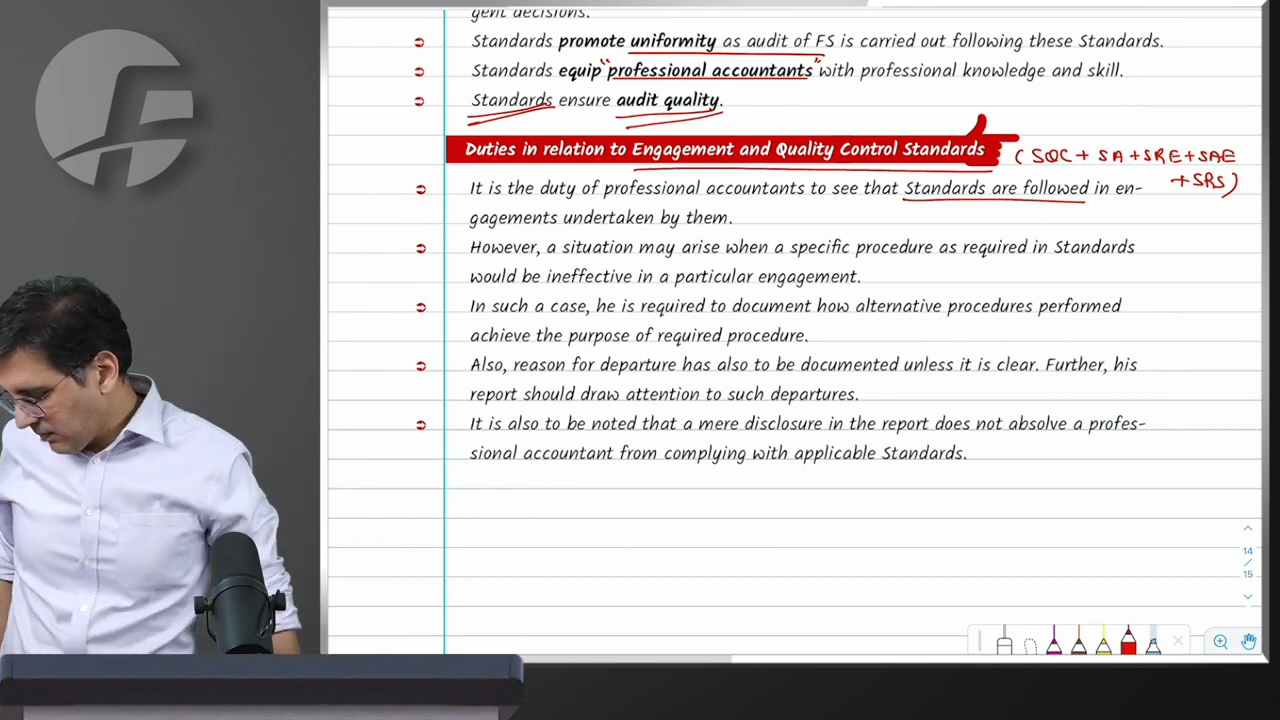 gent decisions.
Standards promote uniformity as audit of FS is carried out following these Standards.
Standards equip "professional accountants" with professional knowledge and skill.
Standards ensure audit quality.
Duties in relation to Engagement and Quality Control Standards (SQC + SA + SRE + SAE
+ SRS)
It is the duty of professional accountants to see that Standards are followed in en-
gagements undertaken by them.
However, a situation may arise when a specific procedure as required in Standards
would be ineffective in a particular engagement.
In such a case, he is required to document how alternative procedures performed
achieve the purpose of required procedure.
Also, reason for departure has also to be documented unless it is clear. Further, his
report should draw attention to such departures.
It is also to be noted that a mere disclosure in the report does not absolve a profes-
sional accountant from complying with applicable Standards.
14
/
15